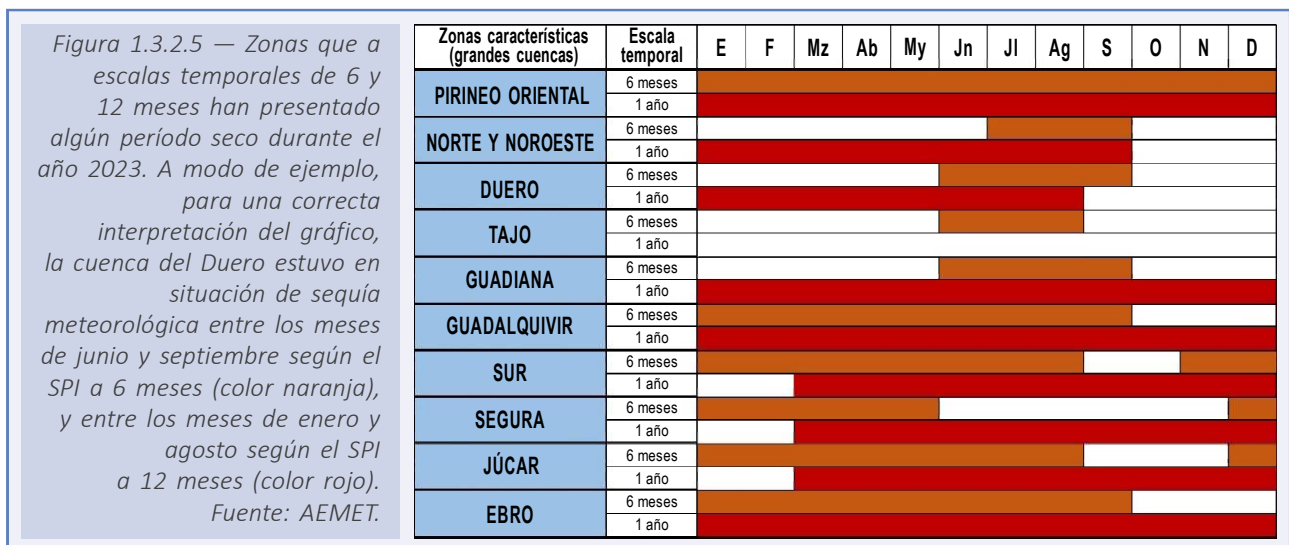 Figura 1.3.2.5 — Zonas que a
escalas temporales de 6 y
12 meses han presentado
algún período seco durante el
año 2023. A modo de ejemplo,
para una correcta
interpretación del gráfico,
la cuenca del Duero estuvo en
situación de sequía
meteorológica entre los meses
de junio y septiembre según el
SPI a 6 meses (color naranja),
y entre los meses de enero y
agosto según el SPI
a 12 meses (color rojo).
Fuente: AEMET.
Zonas características
(grandes cuencas)
Escala
temporal
E F Mz Ab My Jn Jl Ag S O N D
PIRINEO ORIENTAL
6 meses
1 año
NORTE Y NOROESTE
6 meses
1 año
DUERO
6 meses
1 año
TAJO
6 meses
1 año
GUADIANA
6 meses
1 año
GUADALQUIVIR
6 meses
1 año
SUR
6 meses
1 año
SEGURA
6 meses
1 año
JÚCAR
6 meses
1 año
EBRO
6 meses
1 año